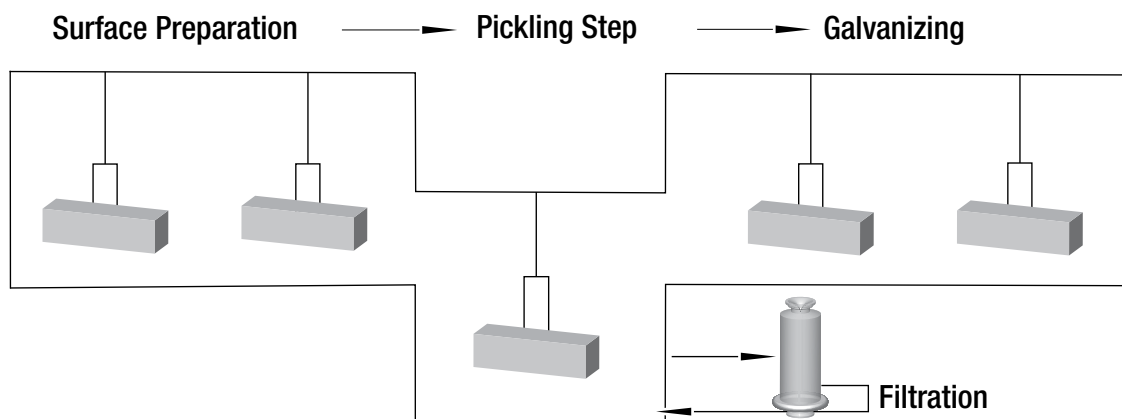 Surface Preparation
Pickling Step
Galvanizing
Filtration